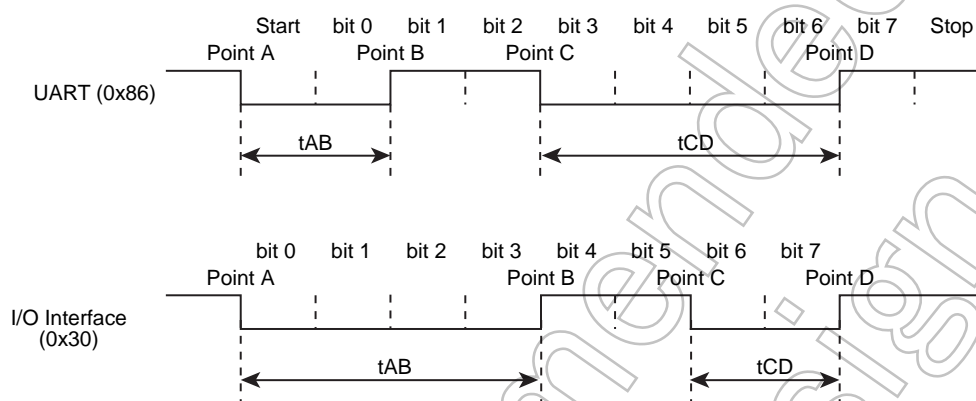 Start bit 0 bit 1 bit 2 bit 3 bit 4 bit 5 bit 6 bit 7 Stop
Point A Point B Point C Point D
UART (0x86)
tAB tCD
bit 0 bit 1 bit 2 bit 3 bit 4 bit 5 bit 6 bit 7
Point A Point B Point C Point D
I/O Interface
(0x30)
tAB tCD